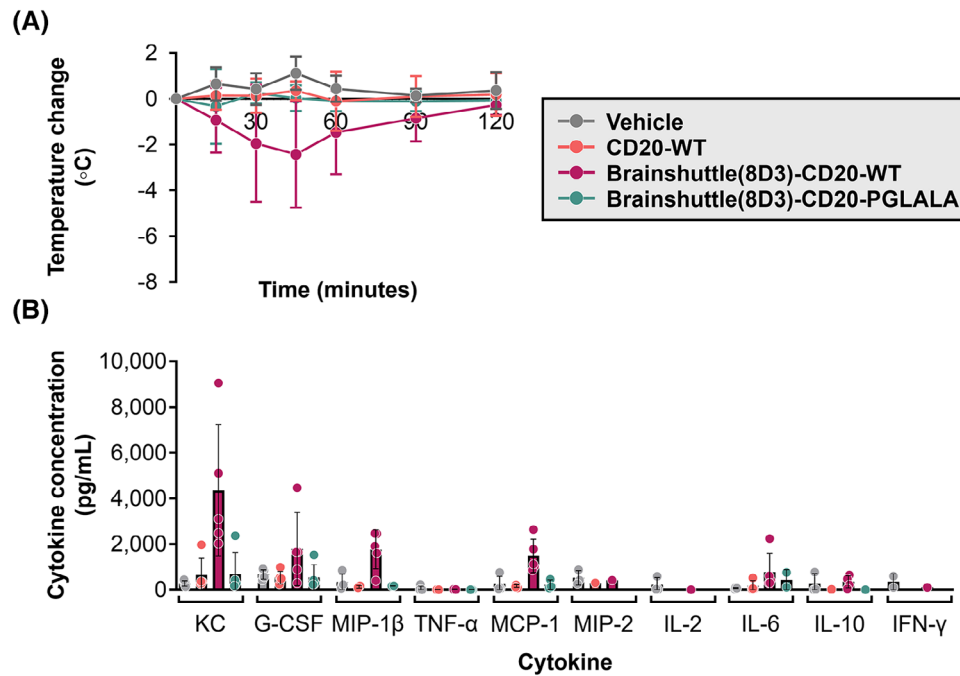 (A)
2
0
-2
-4
-6
-8
Temperature change
(°C)
30
60
90
120
Time (minutes)
Vehicle
CD20-WT
Brainshuttle(8D3)-CD20-WT
Brainshuttle(8D3)-CD20-PGLALA
(B)
10,000
8,000
6,000
4,000
2,000
0
Cytokine concentration
(pg/mL)
KC
G-CSF
MIP-1β
TNF-α
MCP-1
MIP-2
IL-2
IL-6
IL-10
IFN-γ
Cytokine